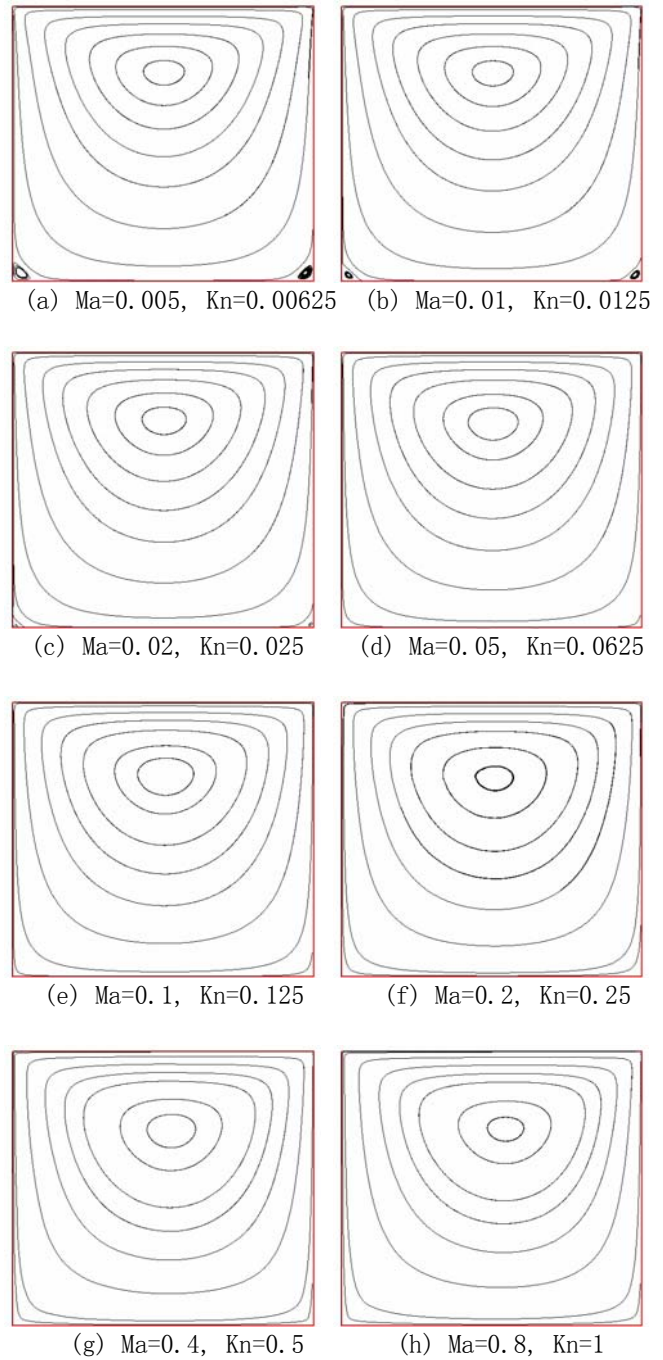 (a) Ma=0.005, Kn=0.00625
(b) Ma=0.01, Kn=0.0125
(c) Ma=0.02, Kn=0.025
(d) Ma=0.05, Kn=0.0625
(e) Ma=0.1, Kn=0.125
(f) Ma=0.2, Kn=0.25
(g) Ma=0.4, Kn=0.5
(h) Ma=0.8, Kn=1